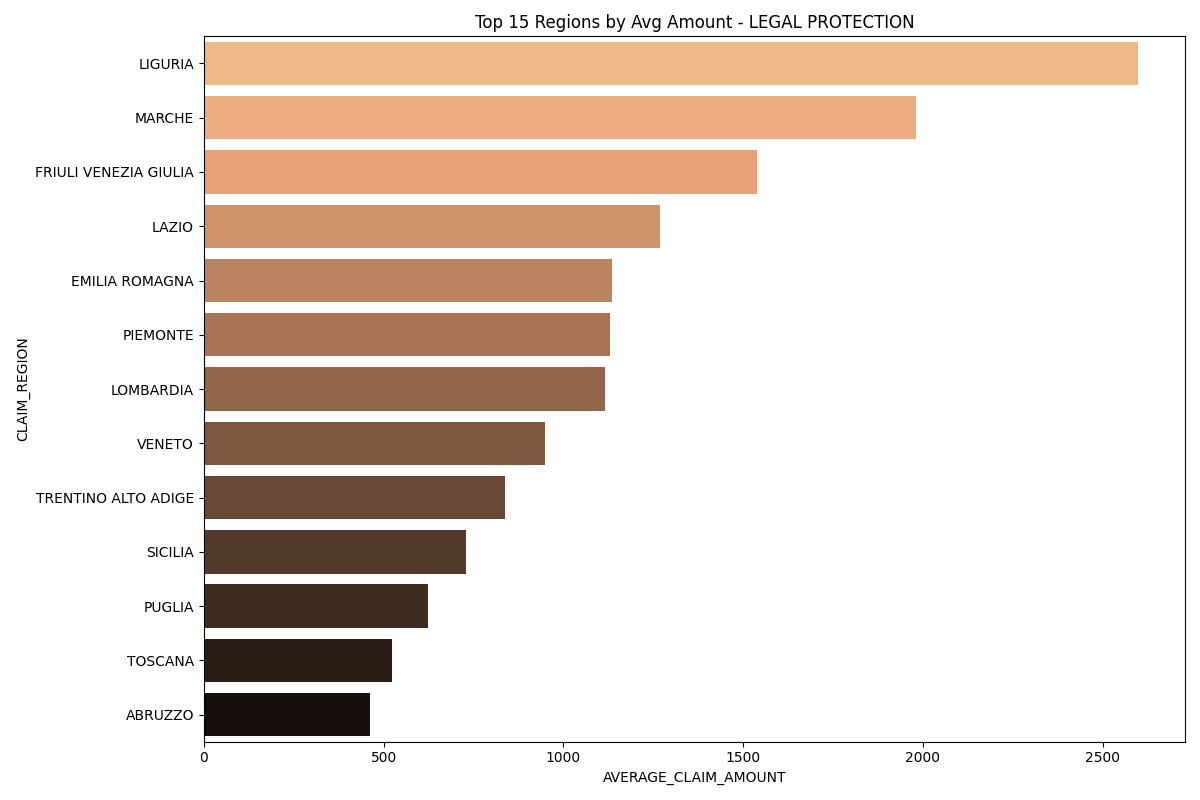 Top 15 Regions by Avg Amount - LEGAL PROTECTION
CLAIM_REGION
LIGURIA
MARCHE
FRIULI VENEZIA GIULIA
LAZIO
EMILIA ROMAGNA
PIEMONTE
LOMBARDIA
VENETO
TRENTINO ALTO ADIGE
SICILIA
PUGLIA
TOSCANA
ABRUZZO
0 500 1000 1500 2000 2500
AVERAGE_CLAIM_AMOUNT